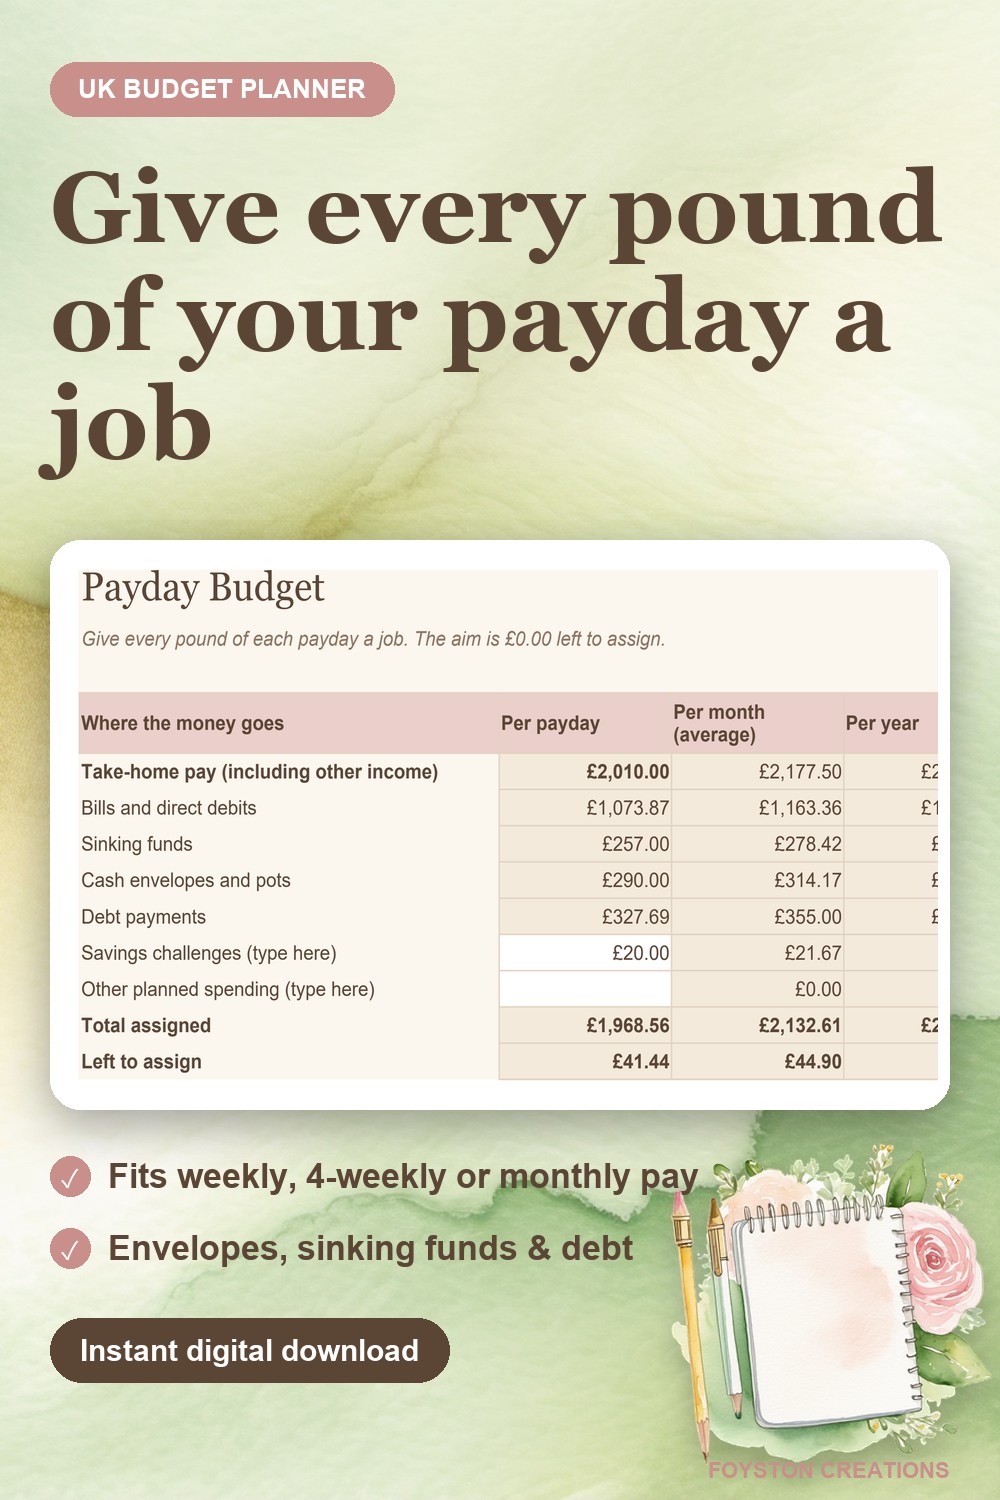 UK BUDGET PLANNER
Give every pound
of your payday a
job
Payday Budget
Give every pound of each payday a job. The aim is £0.00 left to assign.
Where the money goes Per payday Per month (average) Per year
Take-home pay (including other income) £2,010.00 £2,177.50 £2
Bills and direct debits £1,073.87 £1,163.36 £1
Sinking funds £257.00 £278.42 £
Cash envelopes and pots £290.00 £314.17 £
Debt payments £327.69 £355.00 £
Savings challenges (type here) £20.00 £21.67
Other planned spending (type here) £0.00
Total assigned £1,968.56 £2,132.61 £2
Left to assign £41.44 £44.90
✓ Fits weekly, 4-weekly or monthly pay
✓ Envelopes, sinking funds & debt
Instant digital download
FOYSTON CREATIONS